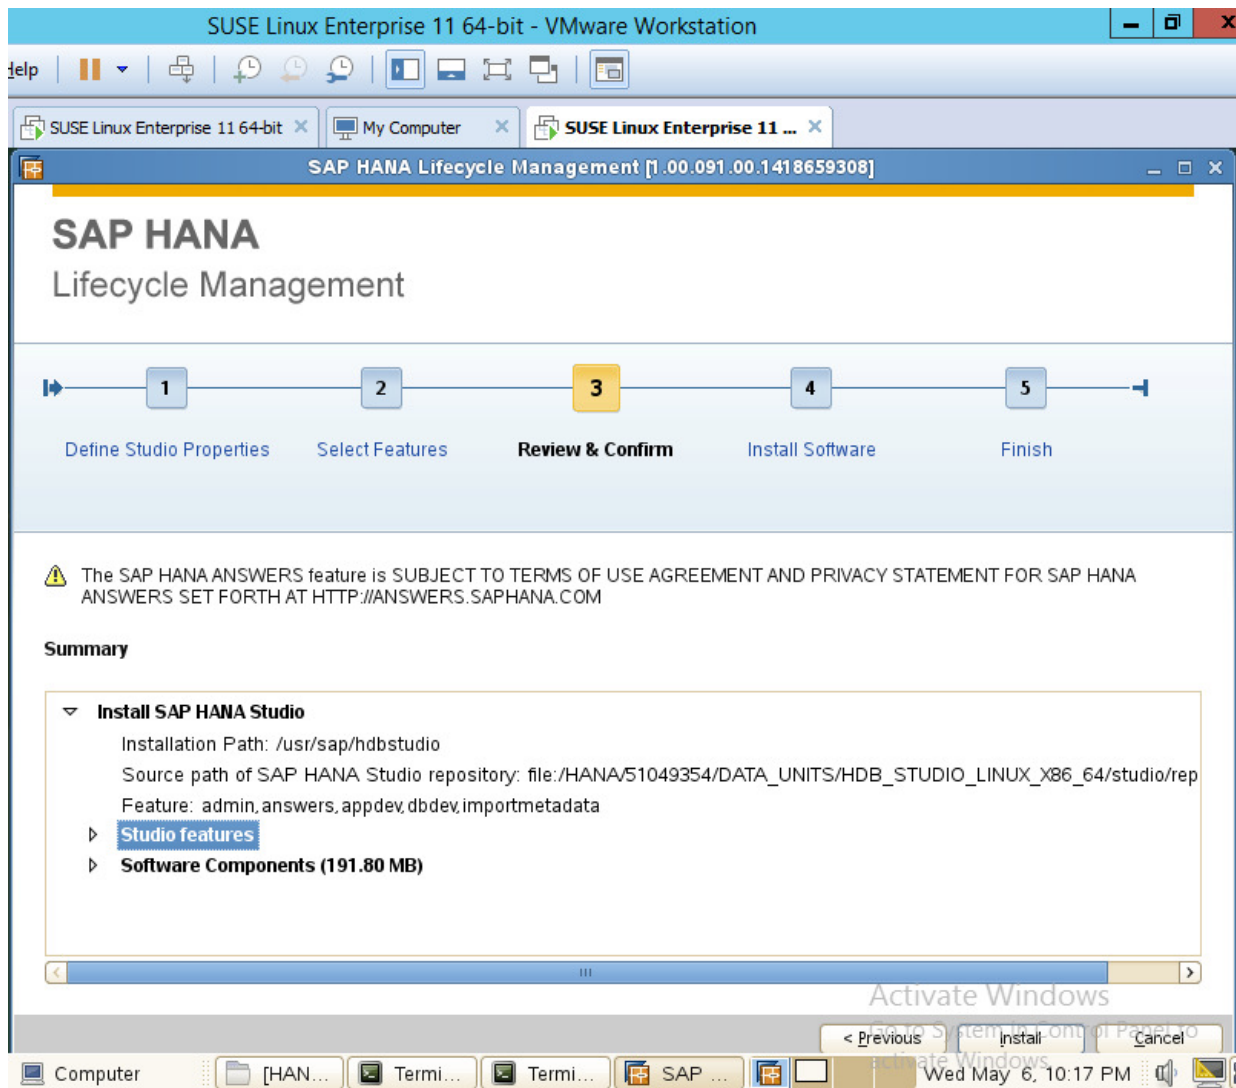 SUSE Linux Enterprise 11 64-bit - VMware Workstation
Help
SUSE Linux Enterprise 11 64-bit
My Computer
SUSE Linux Enterprise 11 ...
SAP HANA Lifecycle Management [1.00.091.00.1418659308]
SAP HANA
Lifecycle Management
1
2
3
4
5
Define Studio Properties
Select Features
Review & Confirm
Install Software
Finish
The SAP HANA ANSWERS feature is SUBJECT TO TERMS OF USE AGREEMENT AND PRIVACY STATEMENT FOR SAP HANA
ANSWERS SET FORTH AT HTTP://ANSWERS.SAPHANA.COM
Summary
Install SAP HANA Studio
Installation Path: /usr/sap/hdbstudio
Source path of SAP HANA Studio repository: file:/HANA/51049354/DATA_UNITS/HDB_STUDIO_LINUX_X86_64/studio/rep
Feature: admin,answers,appdev,dbdev,importmetadata
Studio features
Software Components (191.80 MB)
Activate Windows
Go to System in Control Panel to
activate Windows.
< Previous
Install
Cancel
Computer
[HAN...
Termi...
Termi...
SAP ...
Wed May 6, 10:17 PM